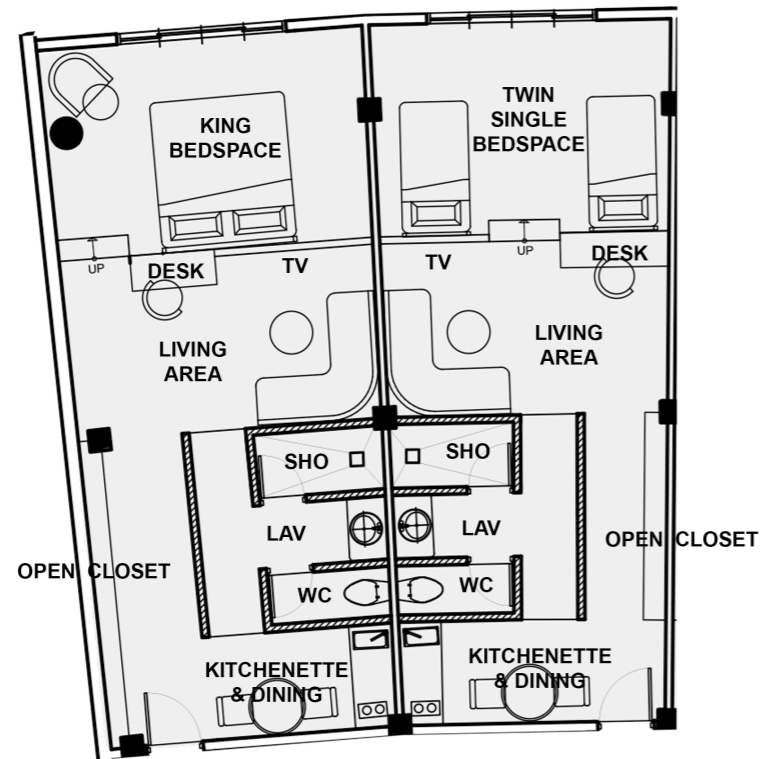 KING
BEDSPACE
TWIN
SINGLE
BEDSPACE
UP
DESK
TV
TV
UP
DESK
LIVING
AREA
LIVING
AREA
SHO
SHO
LAV
LAV
OPEN CLOSET
OPEN CLOSET
WC
WC
KITCHENETTE
& DINING
KITCHENETTE
& DINING